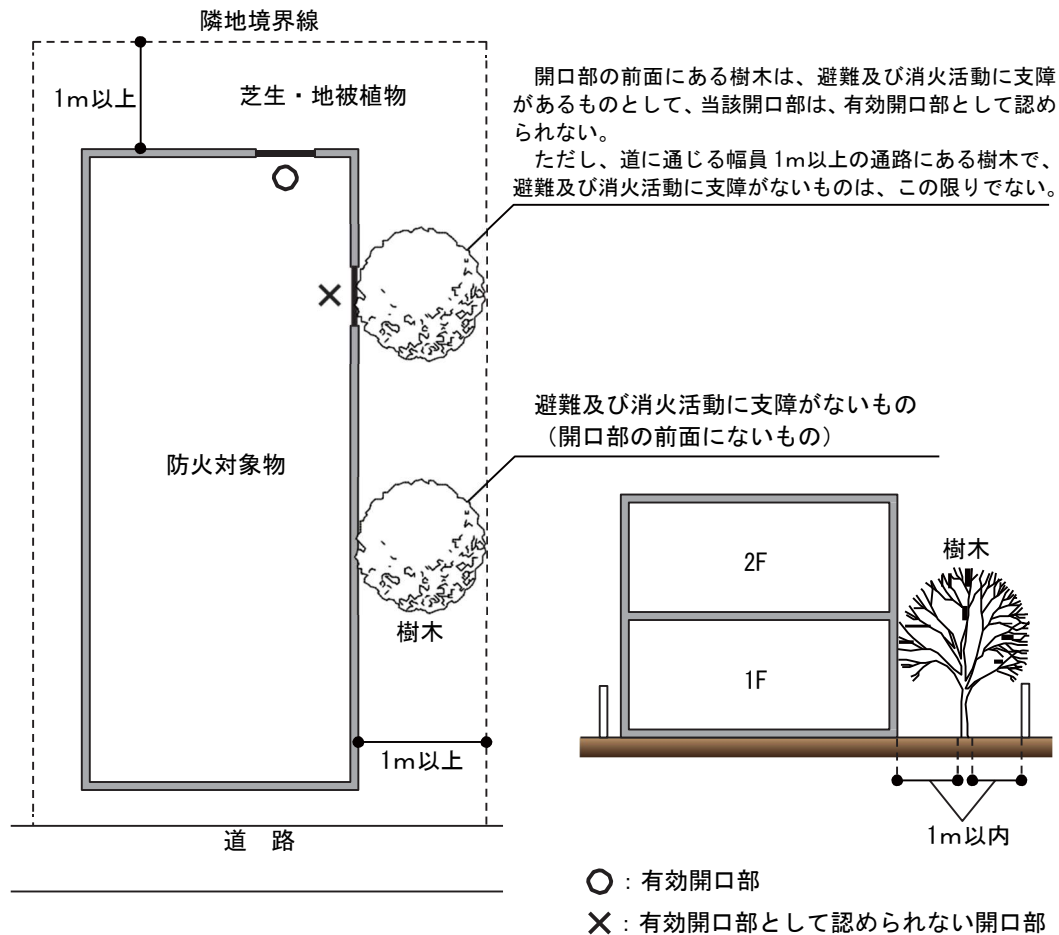 隣地境界線
1m以上
芝生・地被植物
開口部の前面にある樹木は、避難及び消火活動に支障
があるものとして、当該開口部は、有効開口部として認め
られない。
ただし、道に通じる幅員1m以上の通路にある樹木で、
避難及び消火活動に支障がないものは、この限りでない。
避難及び消火活動に支障がないもの
（開口部の前面にないもの）
防火対象物
樹木
1m以上
道 路
2F
1F
樹木
1m以内
：有効開口部
：有効開口部として認められない開口部